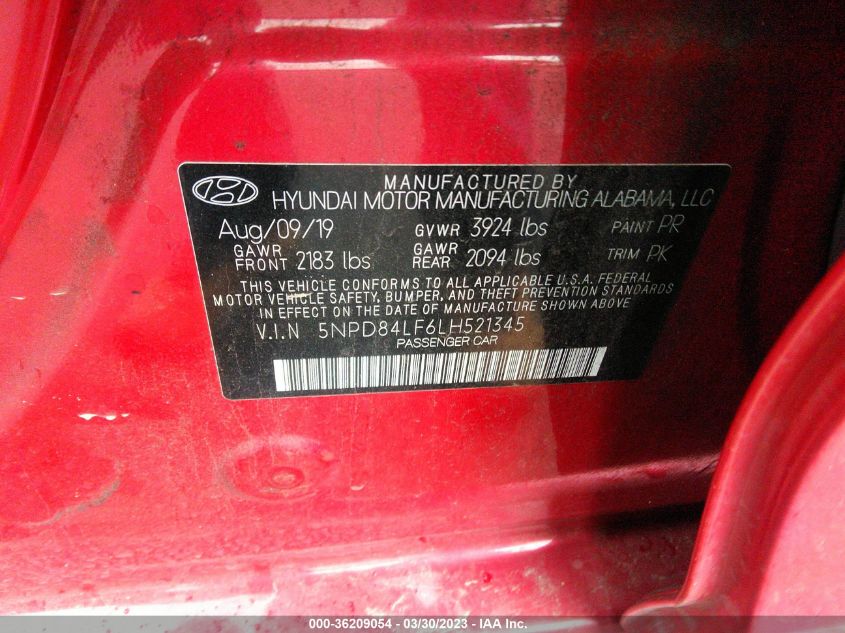 MANUFACTURED BY
HYUNDAI MOTOR MANUFACTURING ALABAMA, LLC
Aug/09/19 GVWR 3924 lbs PAINT PR
GAWR FRONT 2183 lbs GAWR REAR 2094 lbs TRIM PK
THIS VEHICLE CONFORMS TO ALL APPLICABLE U.S.A. FEDERAL
MOTOR VEHICLE SAFETY, BUMPER, AND THEFT PREVENTION STANDARDS
IN EFFECT ON THE DATE OF MANUFACTURE SHOWN ABOVE
V.I.N 5NPD84LF6LH521345
PASSENGER CAR
000-36209054 - 03/30/2023 - IAA Inc.